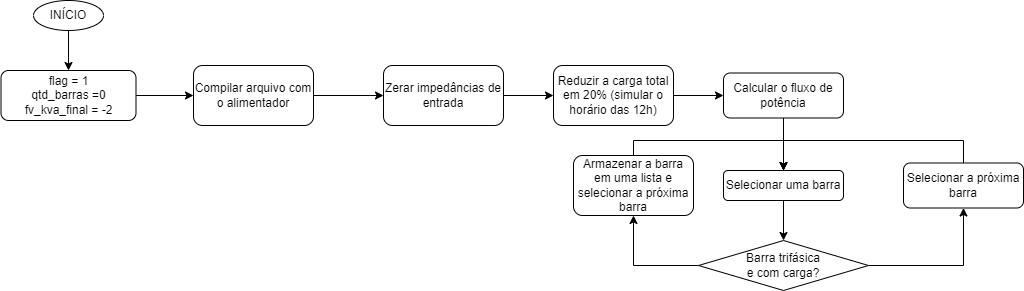 INÍCIO
flag = 1
qtd_barras =0
fv_kva_final = -2
Compilar arquivo com
o alimentador
Zerar impedâncias de
entrada
Reduzir a carga total
em 20% (simular o
horário das 12h)
Calcular o fluxo de
potência
Armazenar a barra
em uma lista e
selecionar a próxima
barra
Selecionar uma barra
Selecionar a próxima
barra
Barra trifásica
e com carga?